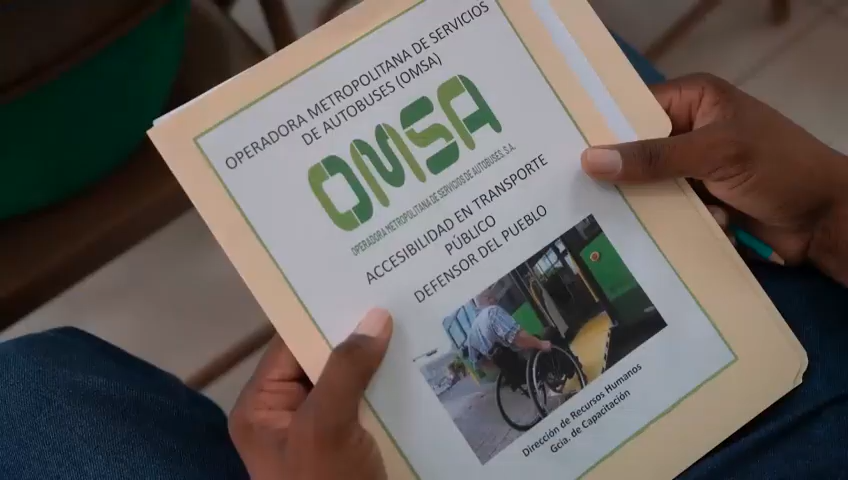 OPERADORA METROPOLITANA DE SERVICIOS
DE AUTOBUSES (OMSA)
OMSA
OPERADORA METROPOLITANA DE SERVICIOS DE AUTOBUSES, S.A.
ACCESIBILIDAD EN TRANSPORTE
PÚBLICO
DEFENSOR DEL PUEBLO
Dirección de Recursos Humanos
Gcia. de Capacitación